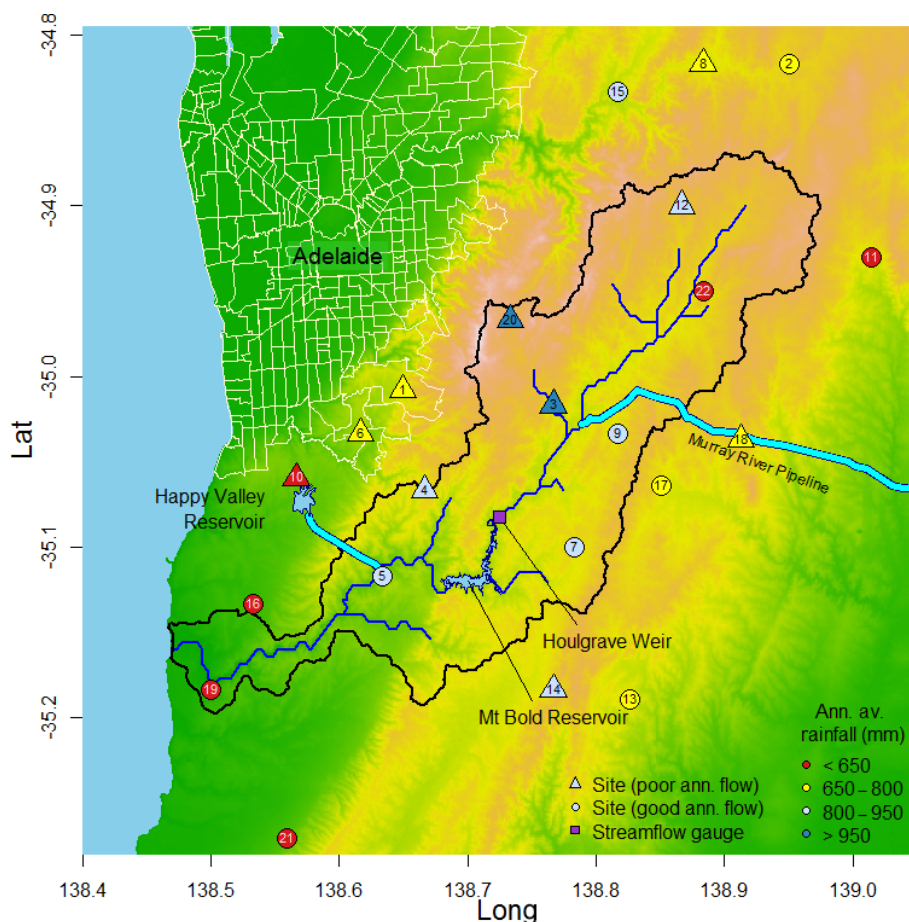 -34.8
-34.9
-35.0
-35.1
-35.2
Lat
8
2
15
12
Adelaide
11
22
20
1
3
6
9
18
Murray River Pipeline
10
4
17
Happy Valley
Reservoir
7
5
16
Houlgrave Weir
19
14
13
Mt Bold Reservoir
21
Ann. av.
rainfall (mm)
< 650
650–800
800–950
> 950
Site (poor ann. flow)
Site (good ann. flow)
Streamflow gauge
138.4
138.5
138.6
138.7
138.8
138.9
139.0
Long